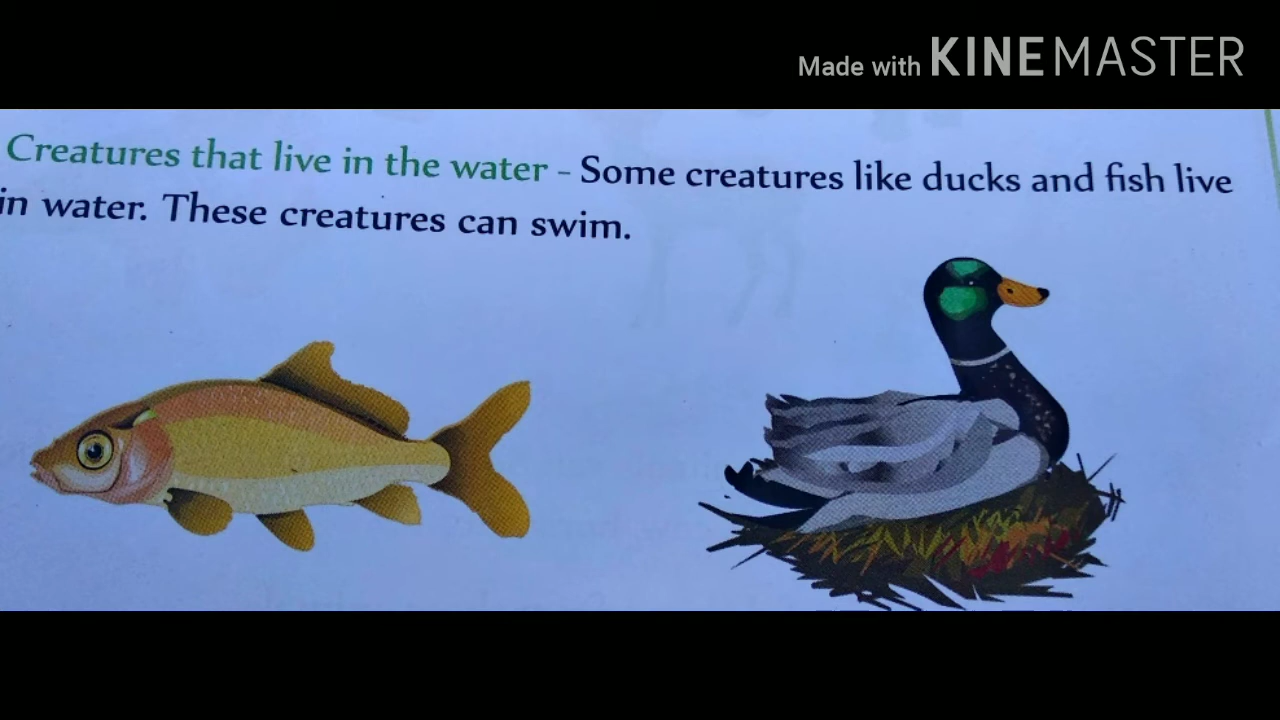 Made with KINEMASTER
Creatures that live in the water - Some creatures like ducks and fish live
in water. These creatures can swim.